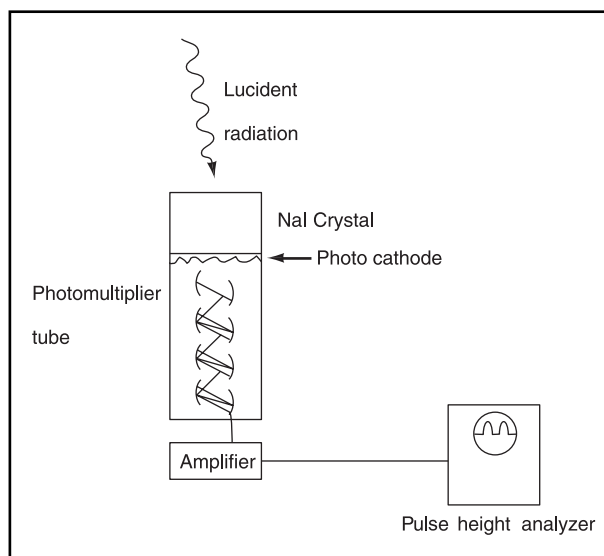 Lucident
radiation
NaI Crystal
Photo cathode
Photomultiplier
tube
Amplifier
Pulse height analyzer